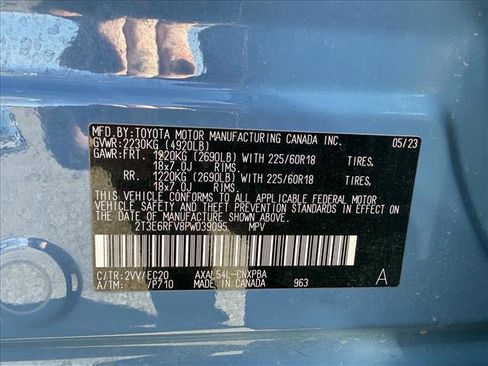 MFD.BY:TOYOTA MOTOR MANUFACTURING CANADA INC. 05/23
GVWR: 2230KG (4920LB)
GAWR:FRT. 1220KG (2690LB) WITH 225/60R18 TIRES,
18x7.0J RIMS,
RR. 1220KG (2690LB) WITH 225/60R18 TIRES,
18x7.0J RIMS,
THIS VEHICLE CONFORMS TO ALL APPLICABLE FEDERAL MOTOR
VEHICLE SAFETY AND THEFT PREVENTION STANDARDS IN EFFECT
ON THE DATE OF MANUFACTURE SHOWN ABOVE.
2T3E6RFV8PW039095 MPV
C/TR:2VV/EC20 AXAL54L-CNXPBA A
A/TM: /P710 MADE IN CANADA 963